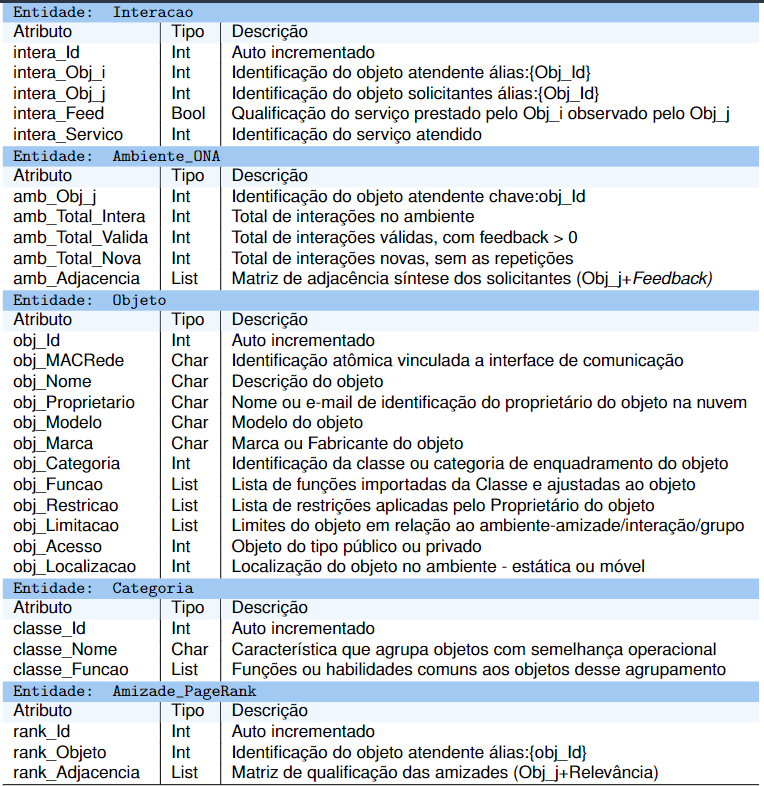 Entidade: Interacao
Atributo Tipo Descrição
intera_Id Int Auto incrementado
intera_Obj_i Int Identificação do objeto atendente álias:{Obj_Id}
intera_Obj_j Int Identificação do objeto solicitantes álias:{Obj_Id}
intera_Feed Bool Qualificação do serviço prestado pelo Obj_i observado pelo Obj_j
intera_Servico Int Identificação do serviço atendido
Entidade: Ambiente_ONA
Atributo Tipo Descrição
amb_Obj_j Int Identificação do objeto atendente chave:obj_Id
amb_Total_Intera Int Total de interações no ambiente
amb_Total_Valida Int Total de interações válidas, com feedback > 0
amb_Total_Nova Int Total de interações novas, sem as repetições
amb_Adjacencia List Matriz de adjacência síntese dos solicitantes (Obj_j+Feedback)
Entidade: Objeto
Atributo Tipo Descrição
obj_Id Int Auto incrementado
obj_MACRede Char Identificação atômica vinculada a interface de comunicação
obj_Nome Char Descrição do objeto
obj_Proprietario Char Nome ou e-mail de identificação do proprietário do objeto na nuvem
obj_Modelo Char Modelo do objeto
obj_Marca Char Marca ou Fabricante do objeto
obj_Categoria Int Identificação da classe ou categoria de enquadramento do objeto
obj_Funcao List Lista de funções importadas da Classe e ajustadas ao objeto
obj_Restricao List Lista de restrições aplicadas pelo Proprietário do objeto
obj_Limitacao List Limites do objeto em relação ao ambiente-amizade/interação/grupo
obj_Acesso Int Objeto do tipo público ou privado
obj_Localizacao Int Localização do objeto no ambiente - estática ou móvel
Entidade: Categoria
Atributo Tipo Descrição
classe_Id Int Auto incrementado
classe_Nome Char Característica que agrupa objetos com semelhança operacional
classe_Funcao List Funções ou habilidades comuns aos objetos desse agrupamento
Entidade: Amizade_PageRank
Atributo Tipo Descrição
rank_Id Int Auto incrementado
rank_Objeto Int Identificação do objeto atendente álias:{obj_Id}
rank_Adjacencia List Matriz de qualificação das amizades (Obj_j+Relevância)